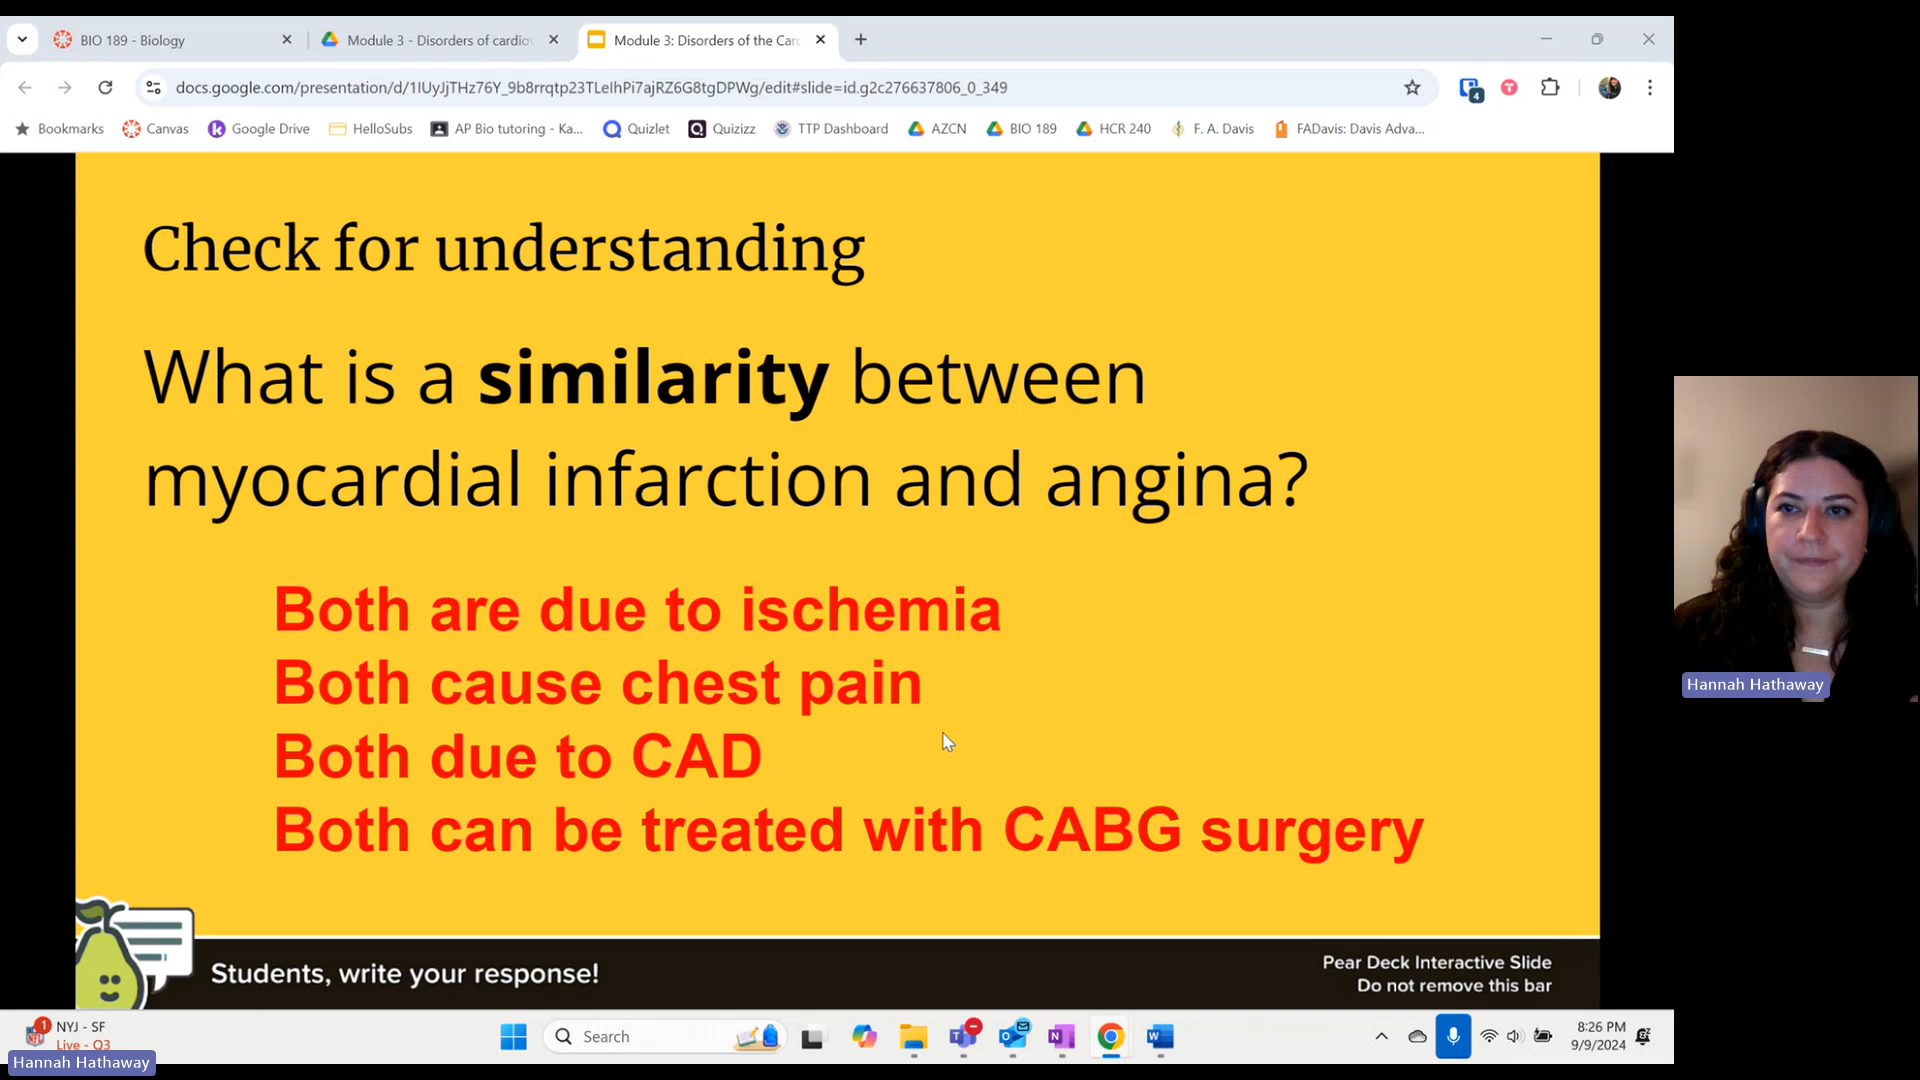 BIO 189 - Biology
Module 3 - Disorders of cardio
Module 3: Disorders of the Car
docs.google.com/presentation/d/1IUyJjTHz76Y_9b8rrqtp23TLeIhPi7ajRZ6G8tgDPWg/edit#slide=id.g2c276637806_0_349
4
Bookmarks Canvas Google Drive HelloSubs AP Bio tutoring - Ka... Quizlet Quizizz TTP Dashboard AZCN BIO 189 HCR 240 F. A. Davis FADavis: Davis Adva...
Check for understanding
What is a similarity between
myocardial infarction and angina?
Both are due to ischemia
Both cause chest pain
Both due to CAD
Both can be treated with CABG surgery
Students, write your response!
Pear Deck Interactive Slide
Do not remove this bar
Hannah Hathaway
1
NYJ - SF
Live - Q3
Hannah Hathaway
Search
8:26 PM
9/9/2024